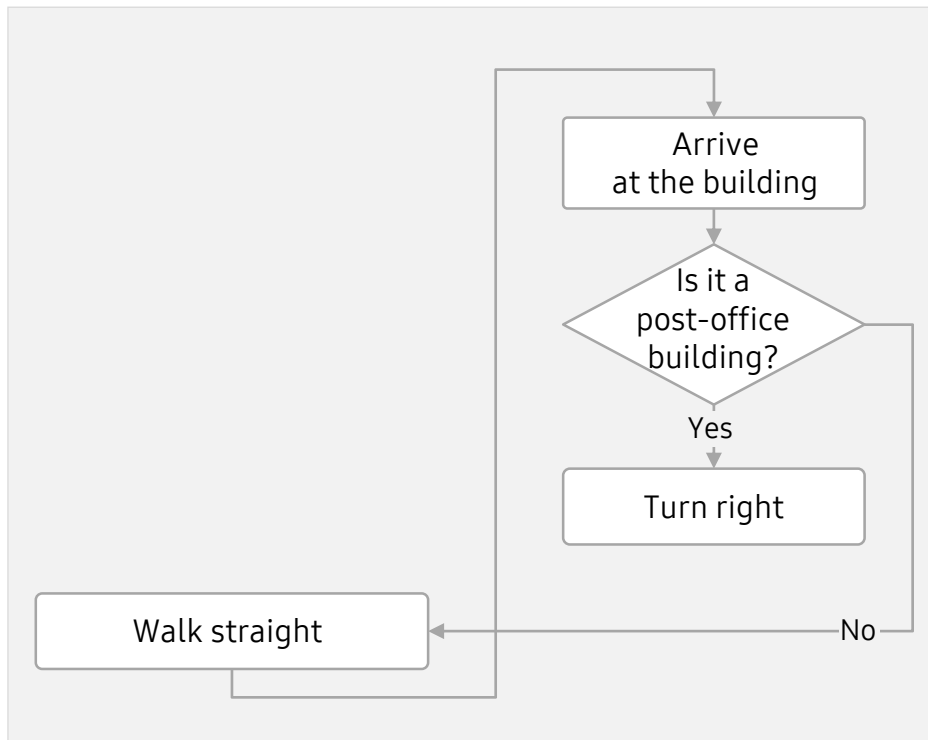 Arrive
at the building
Is it a
post-office
building?
Yes
Turn right
Walk straight
No